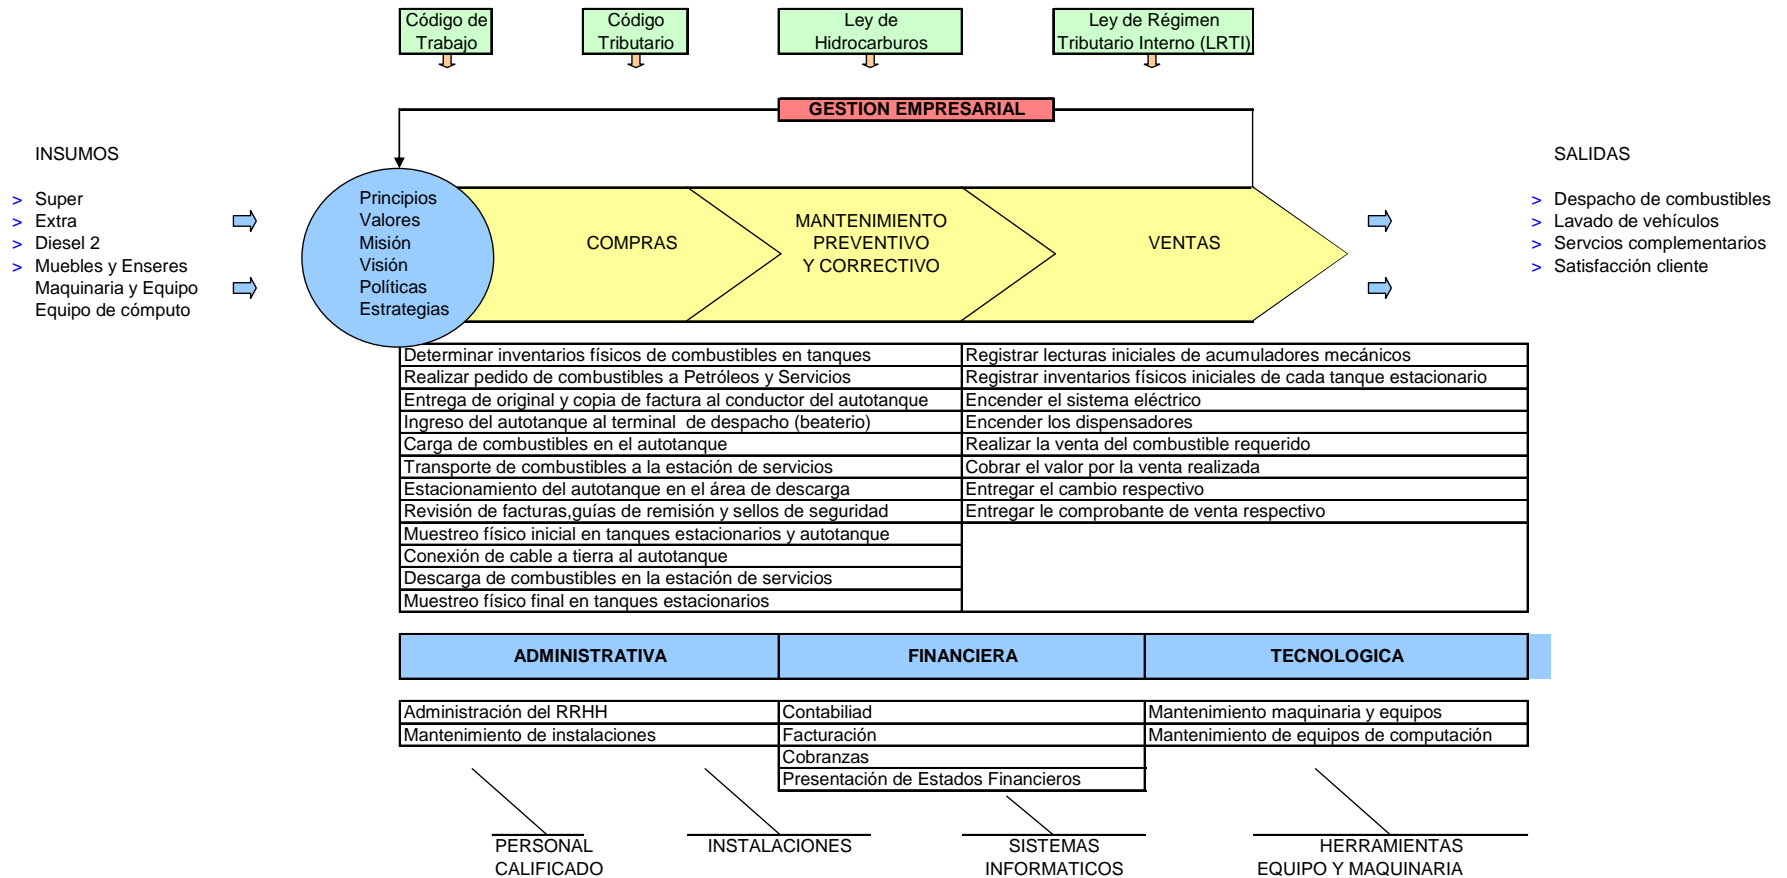 Código de
Trabajo
Código
Tributario
Ley de
Hidrocarburos
Ley de Régimen
Tributario Interno (LRTI)
GESTION EMPRESARIAL
INSUMOS
> Super
> Extra
> Diesel 2
> Muebles y Enseres
Maquinaria y Equipo
Equipo de cómputo
Principios
Valores
Misión
Visión
Políticas
Estrategias
COMPRAS
MANTENIMIENTO
PREVENTIVO
Y CORRECTIVO
VENTAS
SALIDAS
> Despacho de combustibles
> Lavado de vehículos
> Servcios complementarios
> Satisfacción cliente
Determinar inventarios físicos de combustibles en tanques
Realizar pedido de combustibles a Petróleos y Servicios
Entrega de original y copia de factura al conductor del autotanque
Ingreso del autotanque al terminal de despacho (beaterio)
Carga de combustibles en el autotanque
Transporte de combustibles a la estación de servicios
Estacionamiento del autotanque en el área de descarga
Revisión de facturas,guías de remisión y sellos de seguridad
Muestreo físico inicial en tanques estacionarios y autotanque
Conexión de cable a tierra al autotanque
Descarga de combustibles en la estación de servicios
Muestreo físico final en tanques estacionarios
Registrar lecturas iniciales de acumuladores mecánicos
Registrar inventarios físicos iniciales de cada tanque estacionario
Encender el sistema eléctrico
Encender los dispensadores
Realizar la venta del combustible requerido
Cobrar el valor por la venta realizada
Entregar el cambio respectivo
Entregar le comprobante de venta respectivo
ADMINISTRATIVA
FINANCIERA
TECNOLOGICA
Administración del RRHH
Mantenimiento de instalaciones
Contabiliad
Facturación
Cobranzas
Presentación de Estados Financieros
Mantenimiento maquinaria y equipos
Mantenimiento de equipos de computación
PERSONAL
CALIFICADO
INSTALACIONES
SISTEMAS
INFORMATICOS
HERRAMIENTAS
EQUIPO Y MAQUINARIA